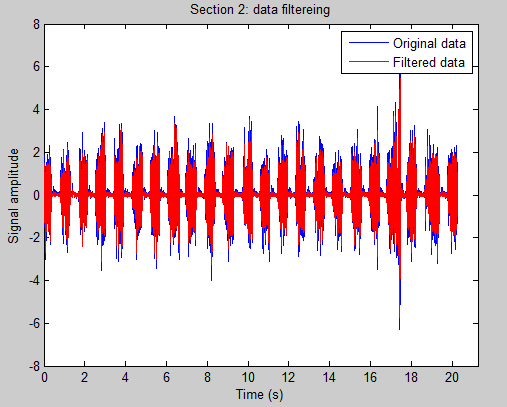 Section 2: data filtereing
Original data
Filtered data
8
6
4
2
0
-2
-4
-6
-8
Signal amplitude
0 2 4 6 8 10 12 14 16 18 20
Time (s)